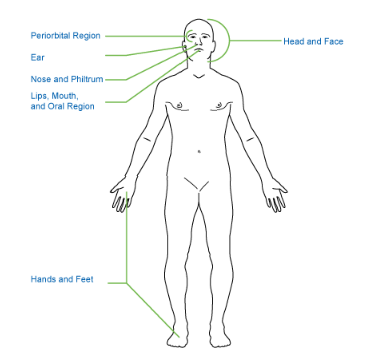 Periorbital Region
Head and Face
Ear
Nose and Philtrum
Lips, Mouth,
and Oral Region
Hands and Feet